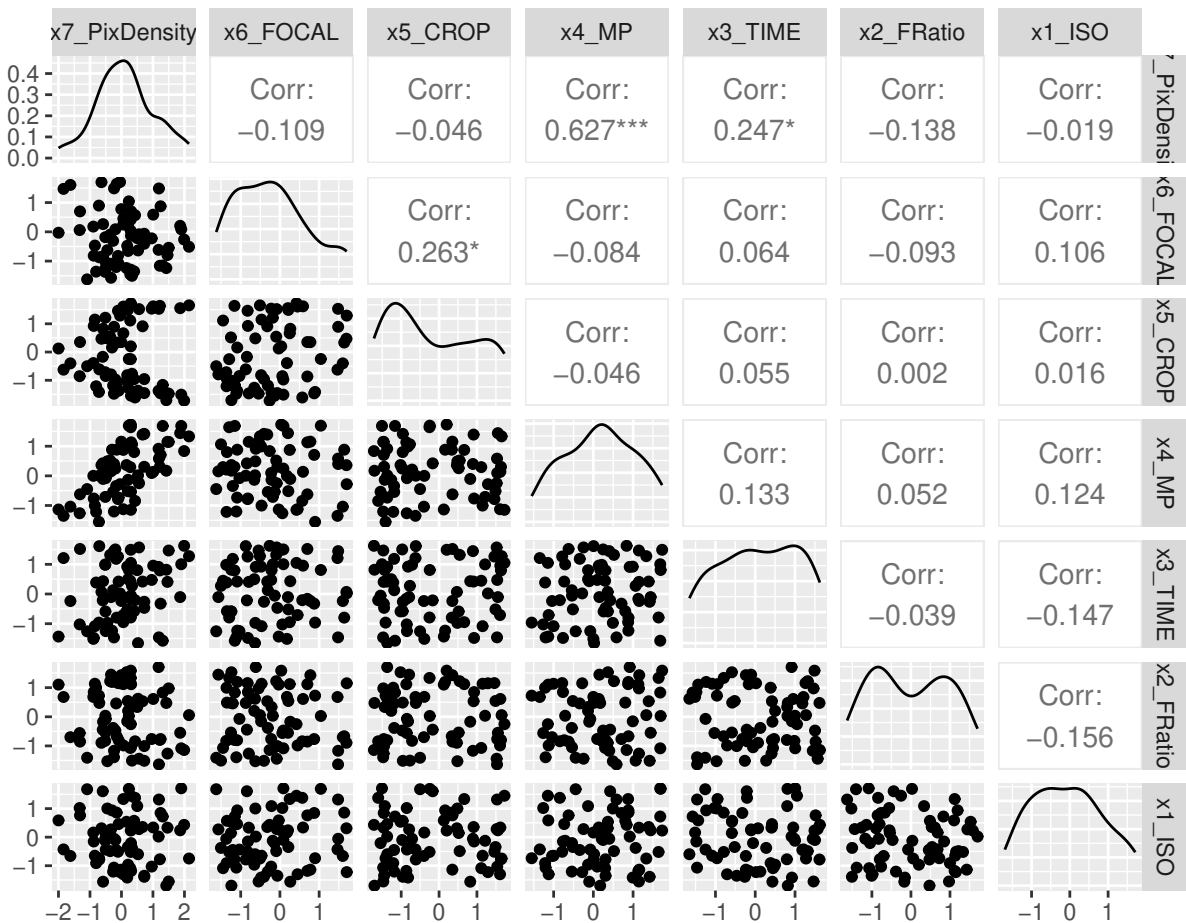 x7_PixDensity x6_FOCAL x5_CROP x4_MP x3_TIME x2_FRatio x1_ISO
0.4
0.3
0.2
0.1
0.0
Corr:
−0.109
Corr:
−0.046
Corr:
0.627***
Corr:
0.247*
Corr:
−0.138
Corr:
−0.019
7_PixDensi
1
0
−1
Corr:
0.263*
Corr:
−0.084
Corr:
0.064
Corr:
−0.093
Corr:
0.106
x6_FOCAL
1
0
−1
Corr:
−0.046
Corr:
0.055
Corr:
0.002
Corr:
0.016
x5_CROP
1
0
−1
Corr:
0.133
Corr:
0.052
Corr:
0.124
x4_MP
1
0
−1
Corr:
−0.039
Corr:
−0.147
x3_TIME
1
0
−1
Corr:
−0.156
x2_FRatio
1
0
−1
x1_ISO
−2 −1 0 1 2 −1 0 1 −1 0 1 −1 0 1 −1 0 1 −1 0 1 −1 0 1